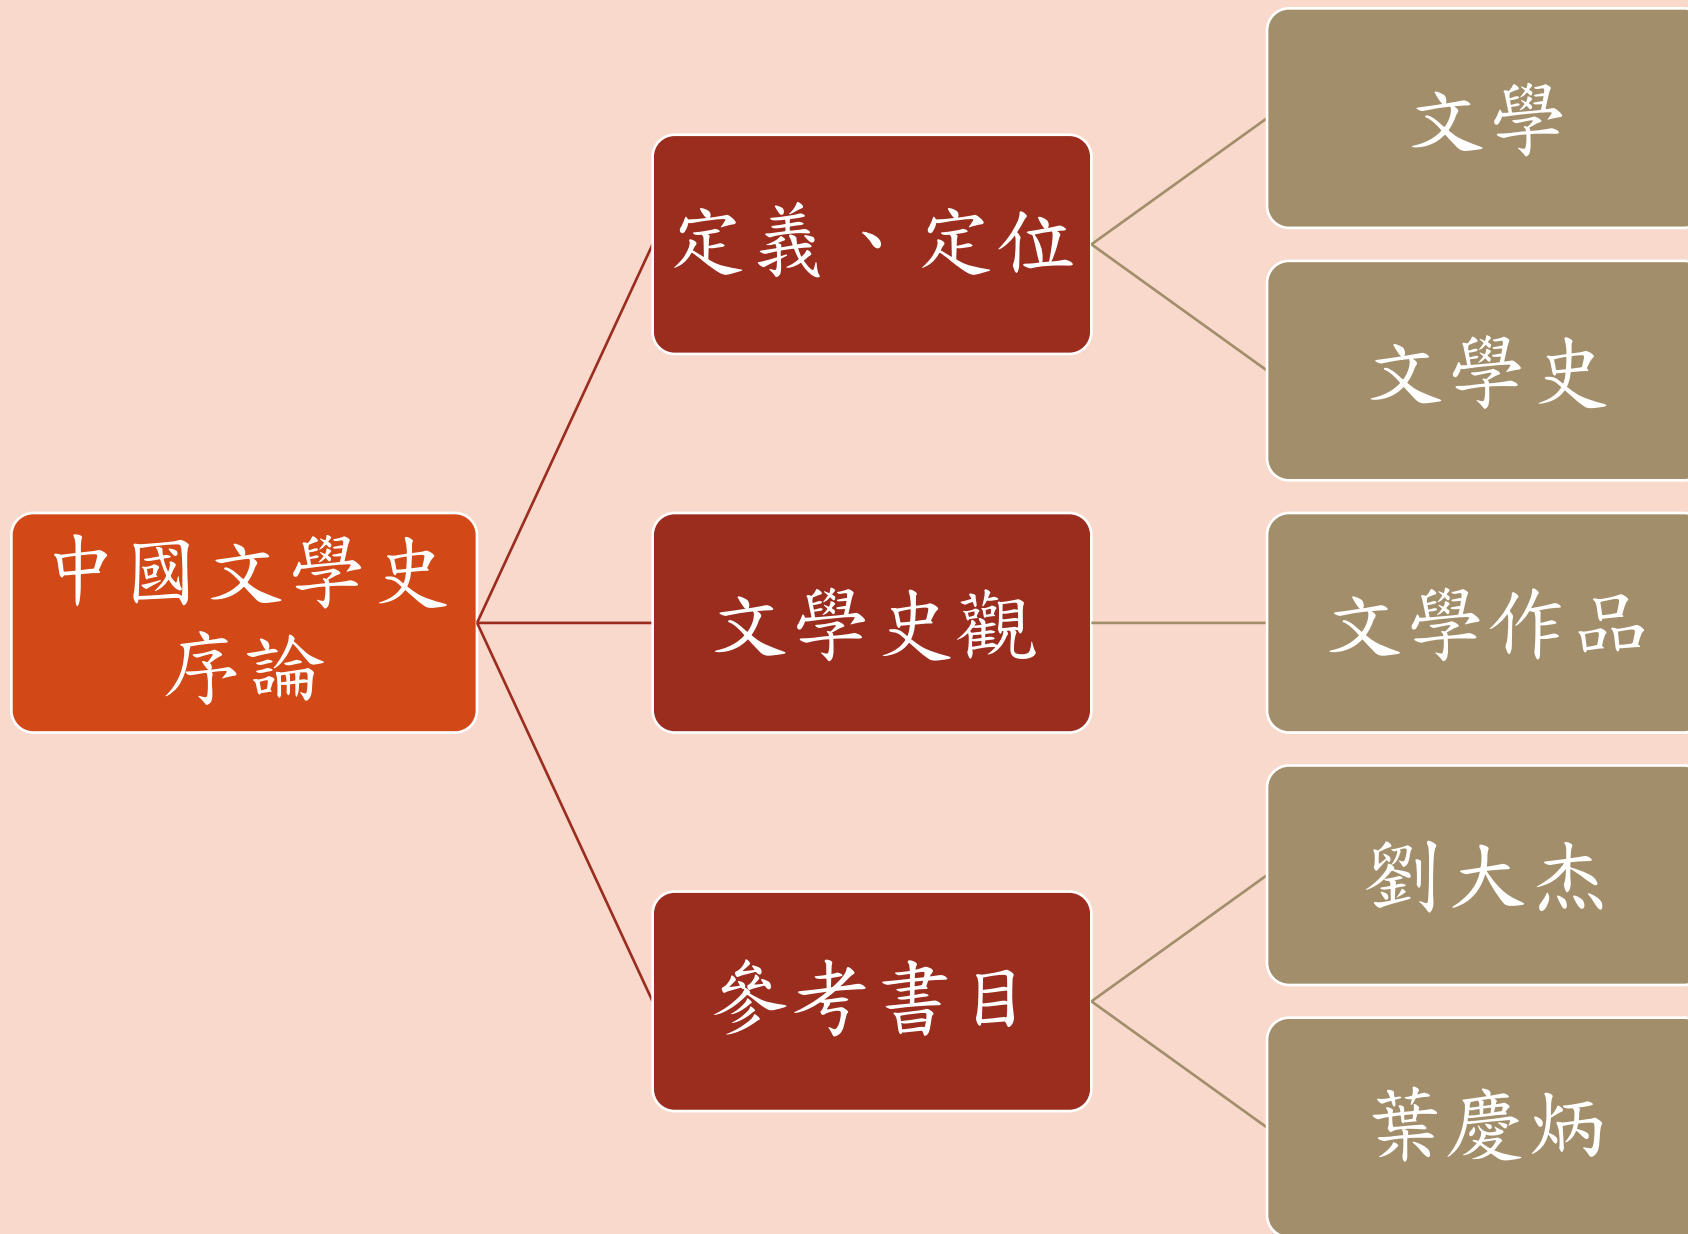 中國文學史
序論
定義、定位
文學
文學史
文學史觀
文學作品
參考書目
劉大杰
葉慶炳